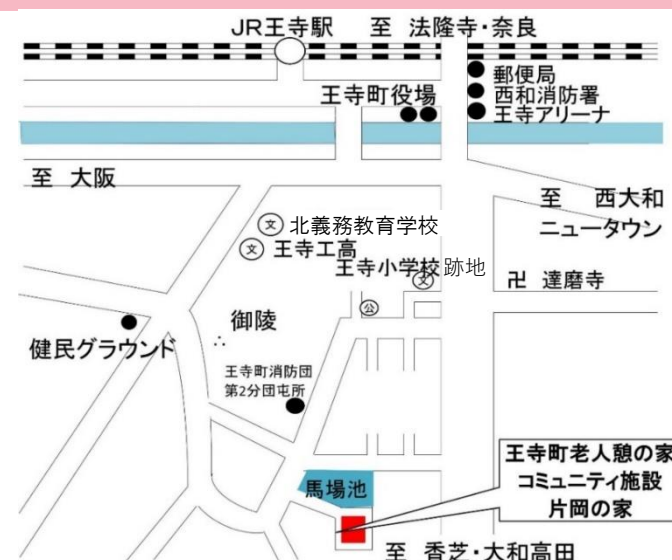 JR王寺駅 至 法隆寺・奈良
郵便局
西和消防署
王寺アリーナ
王寺町役場
至 大阪
至 西大和
ニュータウン
文 北義務教育学校
文 王寺工高
王寺小学校跡地
文
卍 達磨寺
公
御陵
健民グラウンド
王寺町消防団
第2分団屯所
馬場池
王寺町老人憩の家
コミュニティ施設
片岡の家
至 香芝・大和高田